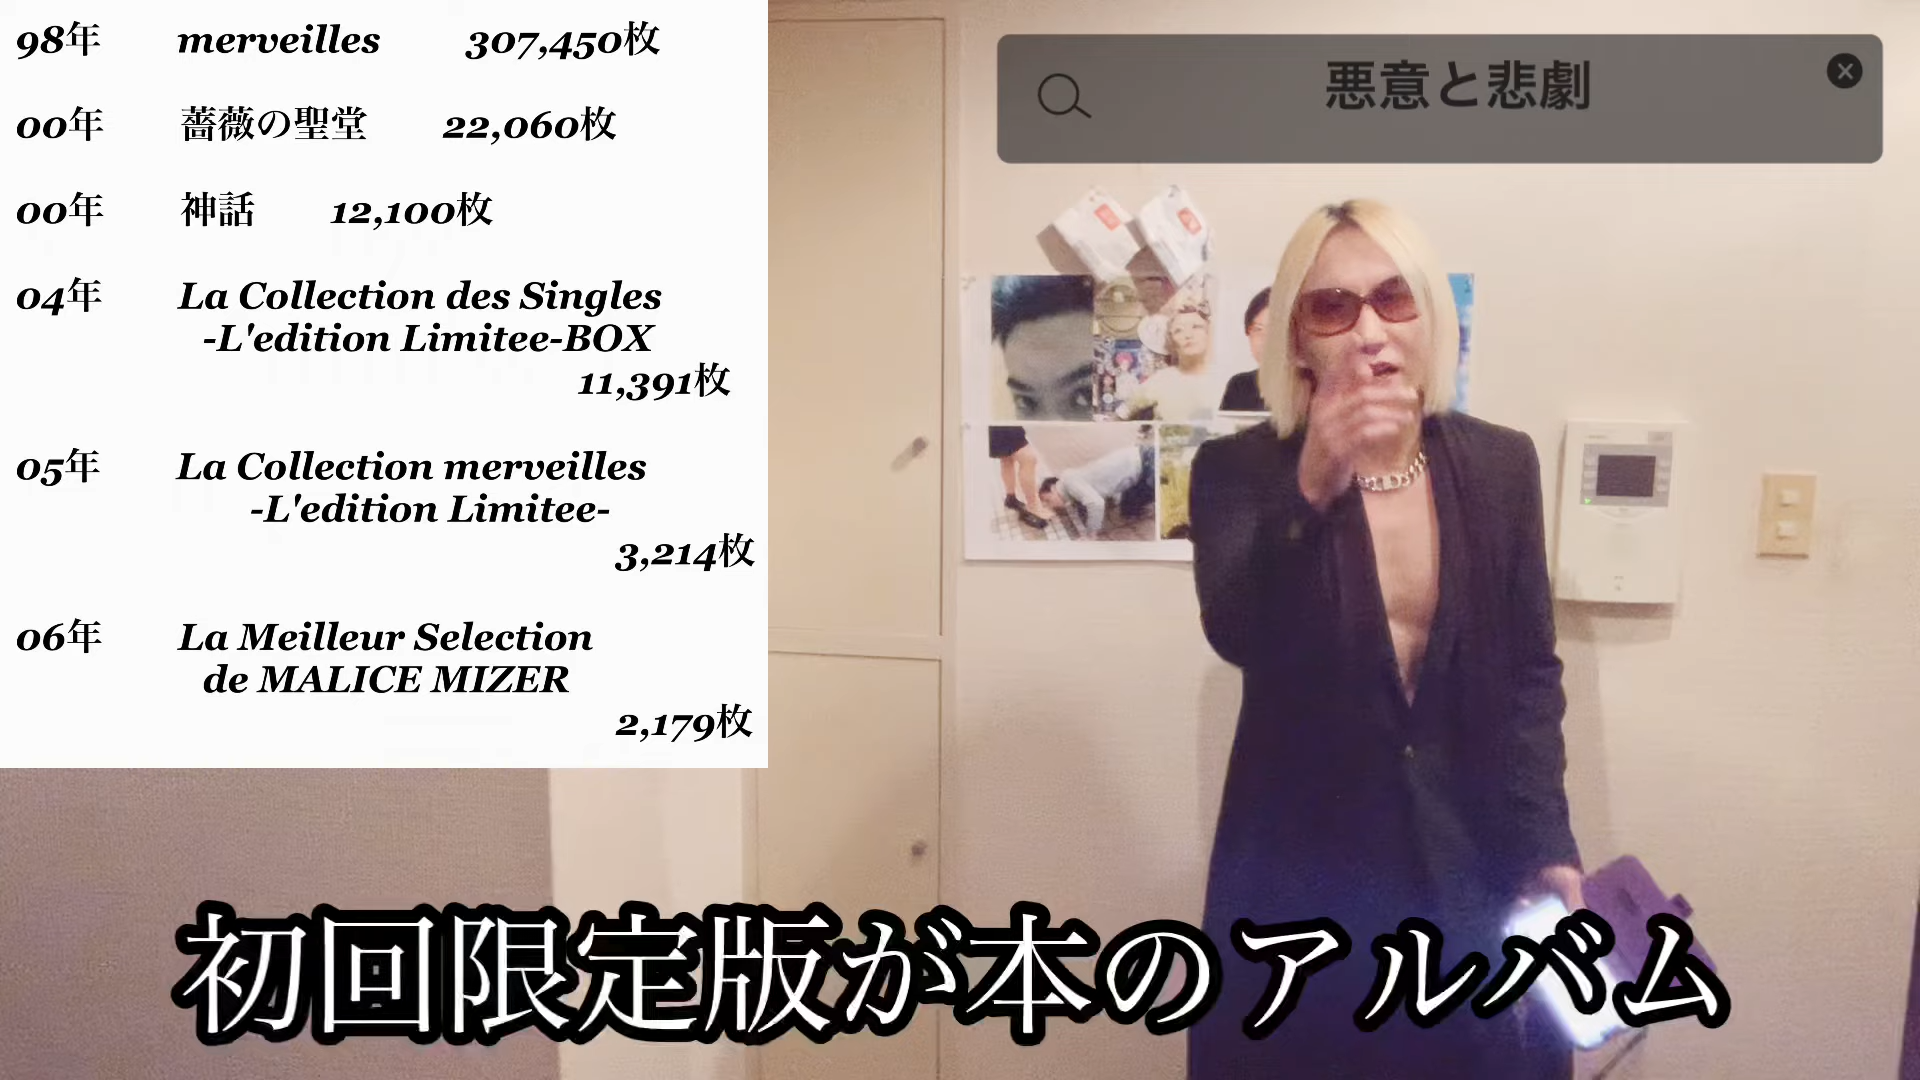 98年 merveilles 307,450枚
00年 薔薇の聖堂 22,060枚
00年 神話 12,100枚
04年 La Collection des Singles
-L'edition Limitee-BOX
11,391枚
05年 La Collection merveilles
-L'edition Limitee-
3,214枚
06年 La Meilleur Selection
de MALICE MIZER
2,179枚
悪意と悲劇
初回限定版が本のアルバム